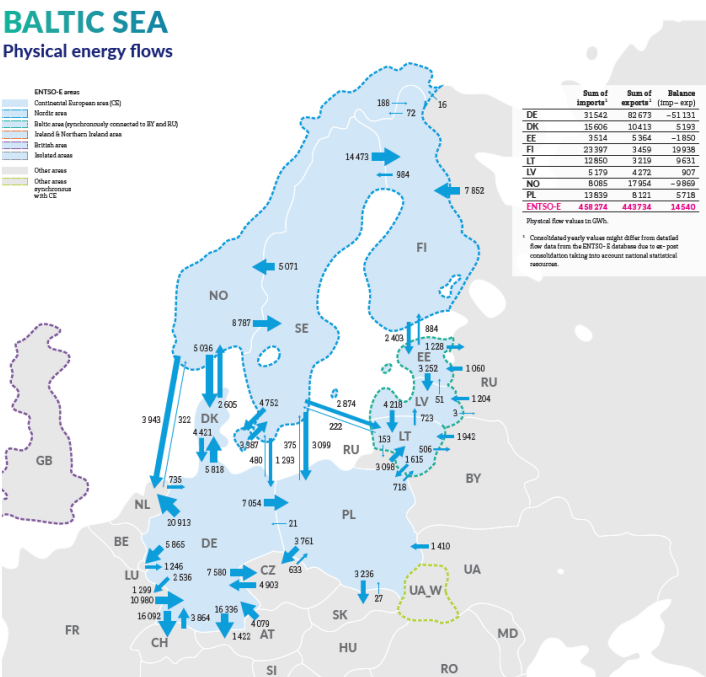 BALTIC SEA
Physical energy flows
ENTSO-E areas
Continental European area (CE)
Nordic area
Baltic area (synchronously connected to BY and RU)
Ireland & Northern Ireland area
British area
Isolated areas
Other areas
Other areas
synchronous
with CE
Sum of Sum of Balance
imports¹ exports¹ (imp – exp)
DE 31 542 82 673 −51 131
DK 15 606 10 413 5 193
EE 3 514 5 364 −1 850
FI 23 397 3 459 19 938
LT 12 850 3 219 9 631
LV 5 179 4 272 907
NO 8 085 17 954 −9 869
PL 13 839 8 121 5 718
ENTSO-E 458 274 443 734 14 540
Physical flow values in GWh.
¹ Consolidated yearly values might differ from detailed
flow data from the ENTSO-E database due to ex-post
consolidation taking into account national statistical
resources.
188
16
72
14 473
984
7 852
FI
5 071
NO
8 787
SE
884
2 403
1 228
EE
5 036
3 252
1 060
RU
2 605
4 752
2 874
4 218
LV
51
1 204
3
3 943
322
DK
222
723
4 421
3 887
375
3 099
153
LT
1 942
GB
5 818
480
1 293
RU
3 098
1 615
506
735
718
BY
NL
7 054
PL
20 913
21
BE
5 865
DE
3 761
1 410
LU
1 246
7 580
CZ
633
UA
2 536
1 299
4 903
3 236
UA_W
10 980
27
16 092
3 864
16 336
SK
FR
4 079
CH
1 422
AT
HU
MD
SI
RO